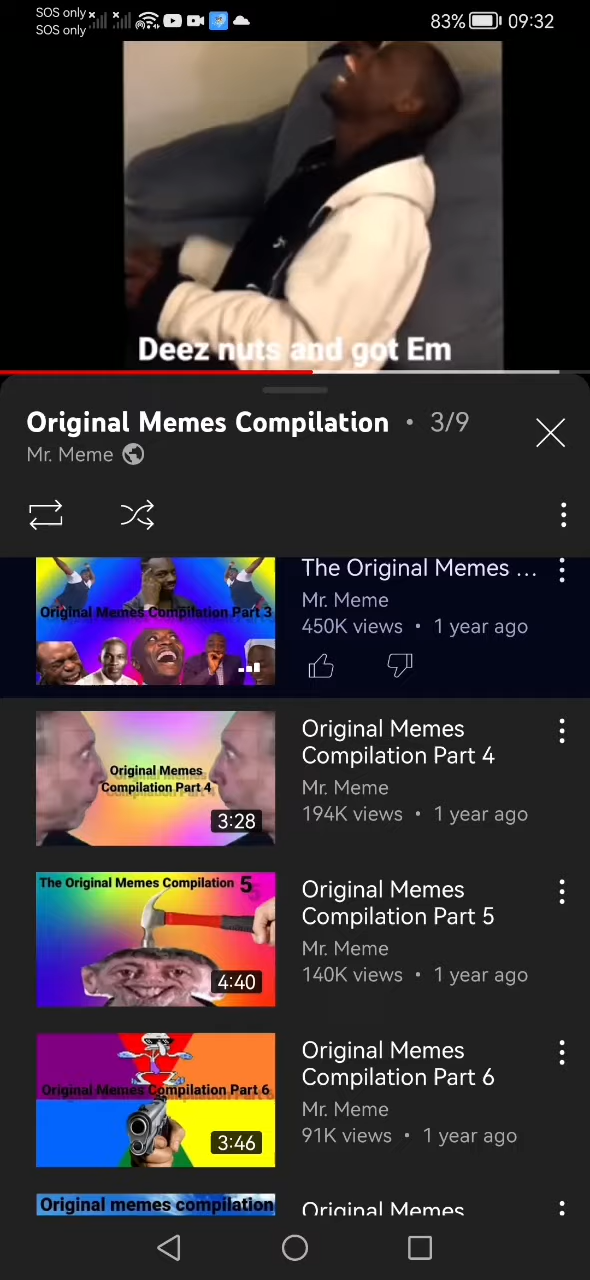 SOS only
SOS only
83% 09:32
Deez nuts and got Em
Original Memes Compilation • 3/9
Mr. Meme
Original Memes Compilation Part 3
The Original Memes ...
Mr. Meme
450K views • 1 year ago
Original Memes
Compilation Part 4
3:28
Original Memes
Compilation Part 4
Mr. Meme
194K views • 1 year ago
The Original Memes Compilation 5
4:40
Original Memes
Compilation Part 5
Mr. Meme
140K views • 1 year ago
Original Memes Compilation Part 6
3:46
Original Memes
Compilation Part 6
Mr. Meme
91K views • 1 year ago
Original memes compilation
Original Memes